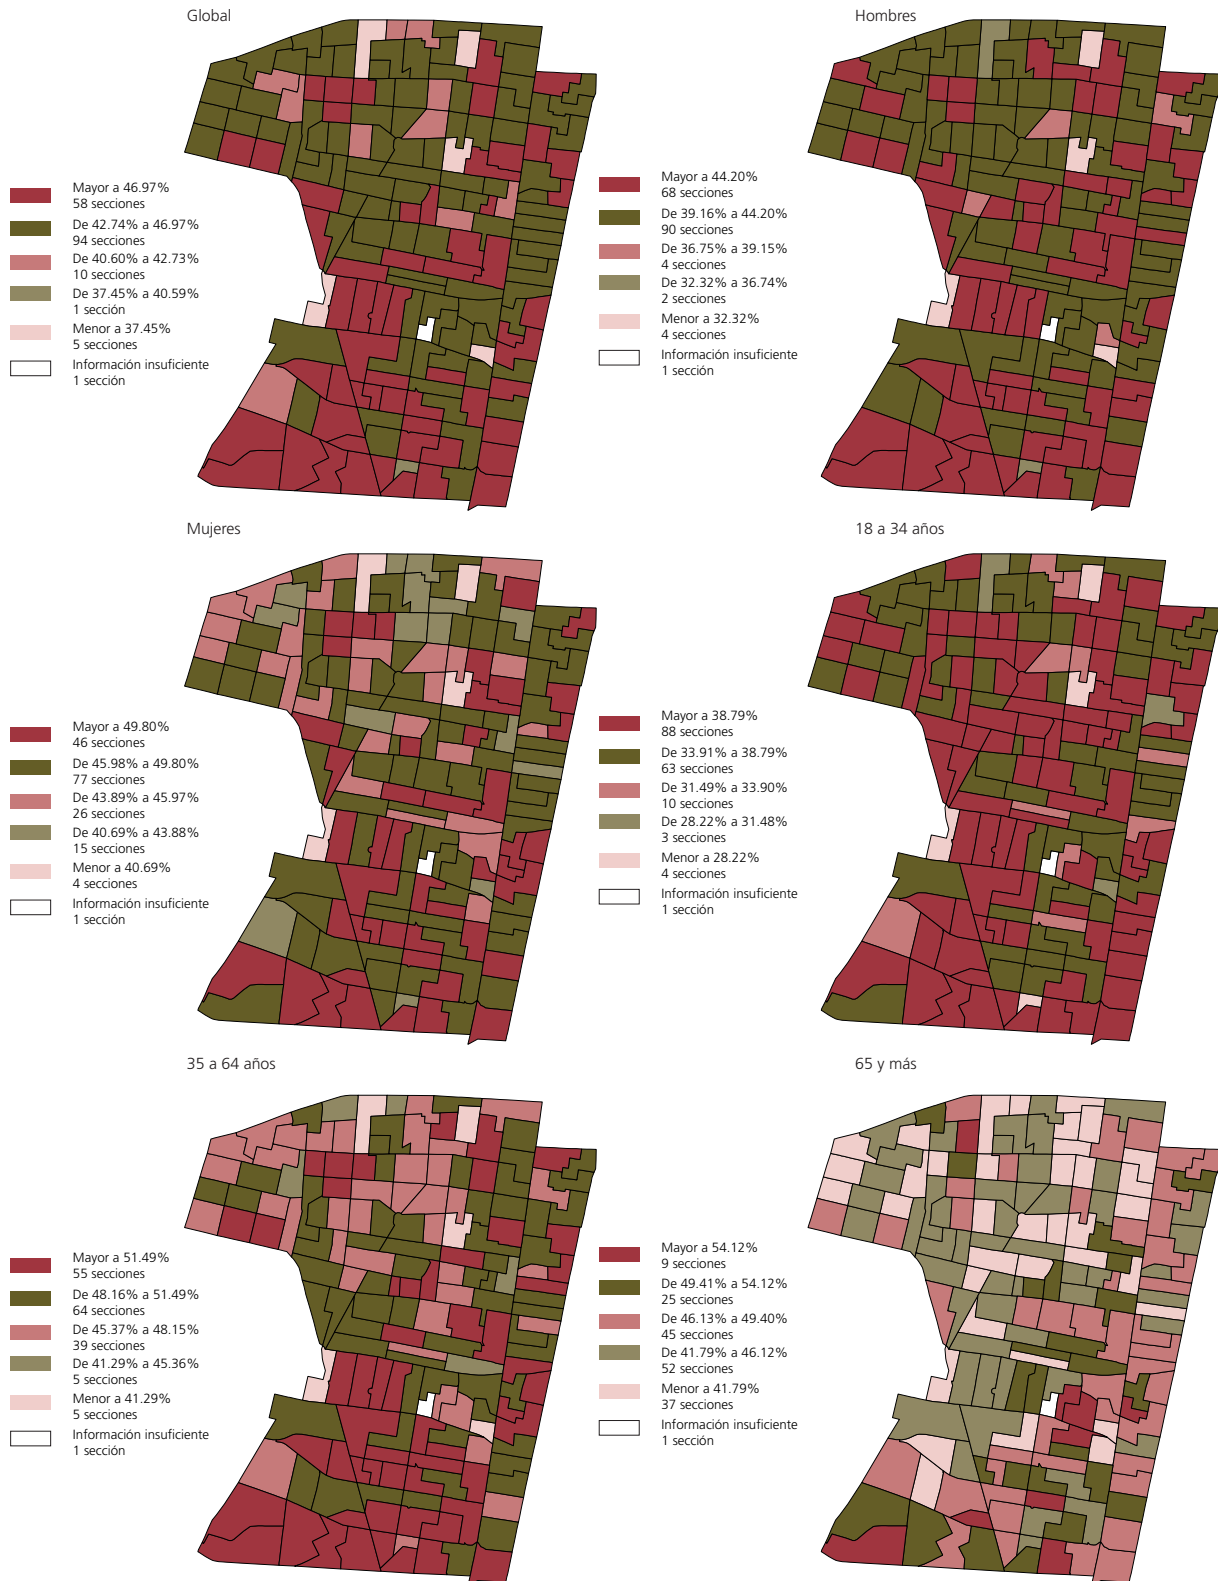 Global
Mayor a 46.97%
58 secciones
De 42.74% a 46.97%
94 secciones
De 40.60% a 42.73%
10 secciones
De 37.45% a 40.59%
1 sección
Menor a 37.45%
5 secciones
Información insuficiente
1 sección
Hombres
Mayor a 44.20%
68 secciones
De 39.16% a 44.20%
90 secciones
De 36.75% a 39.15%
4 secciones
De 32.32% a 36.74%
2 secciones
Menor a 32.32%
4 secciones
Información insuficiente
1 sección
Mujeres
Mayor a 49.80%
46 secciones
De 45.98% a 49.80%
77 secciones
De 43.89% a 45.97%
26 secciones
De 40.69% a 43.88%
15 secciones
Menor a 40.69%
4 secciones
Información insuficiente
1 sección
18 a 34 años
Mayor a 38.79%
88 secciones
De 33.91% a 38.79%
63 secciones
De 31.49% a 33.90%
10 secciones
De 28.22% a 31.48%
3 secciones
Menor a 28.22%
4 secciones
Información insuficiente
1 sección
35 a 64 años
Mayor a 51.49%
55 secciones
De 48.16% a 51.49%
64 secciones
De 45.37% a 48.15%
39 secciones
De 41.29% a 45.36%
5 secciones
Menor a 41.29%
5 secciones
Información insuficiente
1 sección
65 y más
Mayor a 54.12%
9 secciones
De 49.41% a 54.12%
25 secciones
De 46.13% a 49.40%
45 secciones
De 41.79% a 46.12%
52 secciones
Menor a 41.79%
37 secciones
Información insuficiente
1 sección